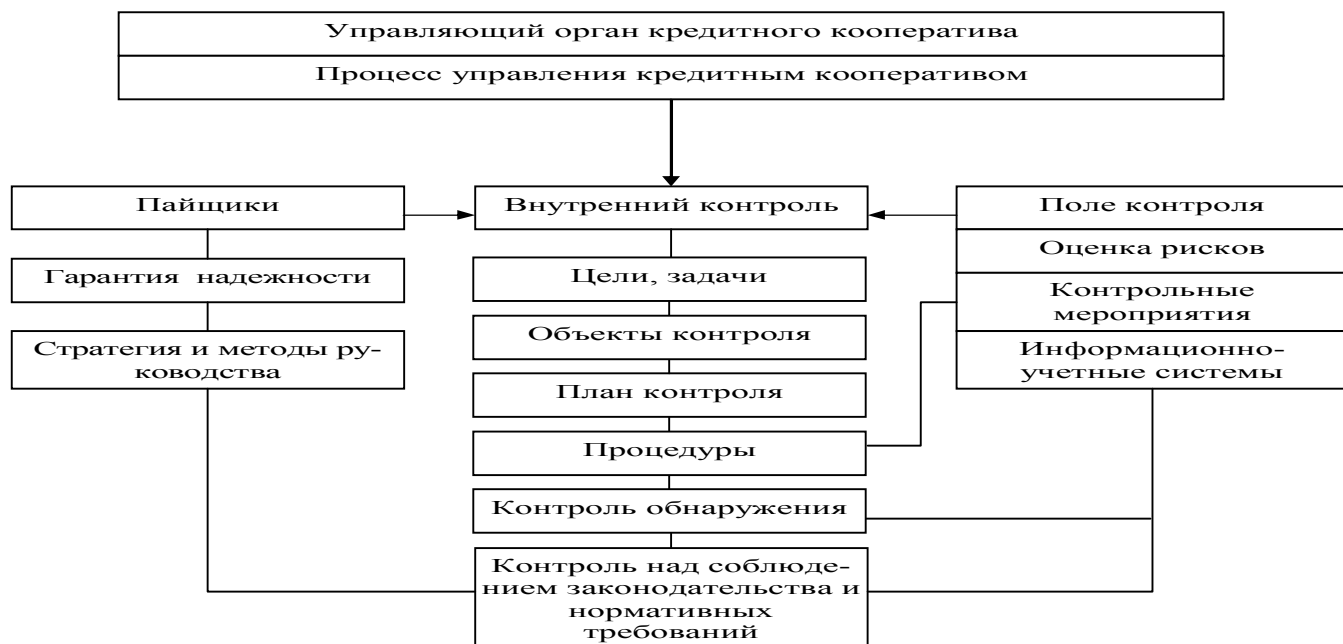 Управляющий орган кредитного кооператива
Процесс управления кредитным кооперативом
Пайщики
Внутренний контроль
Поле контроля
Гарантия надежности
Цели, задачи
Оценка рисков
Стратегия и методы ру-
ководства
Объекты контроля
Контрольные
мероприятия
План контроля
Информационно-
учетные системы
Процедуры
Контроль обнаружения
Контроль над соблюде-
нием законодательства и
нормативных
требований